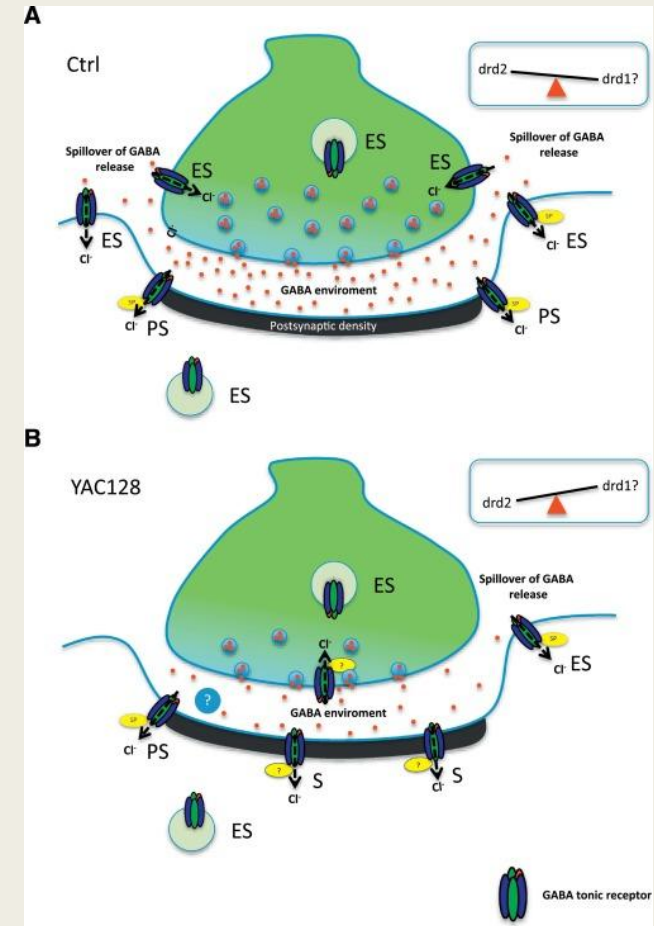 A
Ctrl
drd2
drd1?
Spillover of GABA
release
Spillover of GABA
release
ES
ES
ES
Cl-
Cl-
ES
Cl-
SP
ES
Cl-
Cl-
GABA enviroment
SP
Cl-
PS
SP
Cl-
PS
Postsynaptic density
ES
B
YAC128
drd2
drd1?
ES
Spillover of GABA
release
Cl-
?
SP
Cl-
ES
?
GABA enviroment
SP
Cl-
PS
?
S
Cl-
?
S
Cl-
ES
GABA tonic receptor